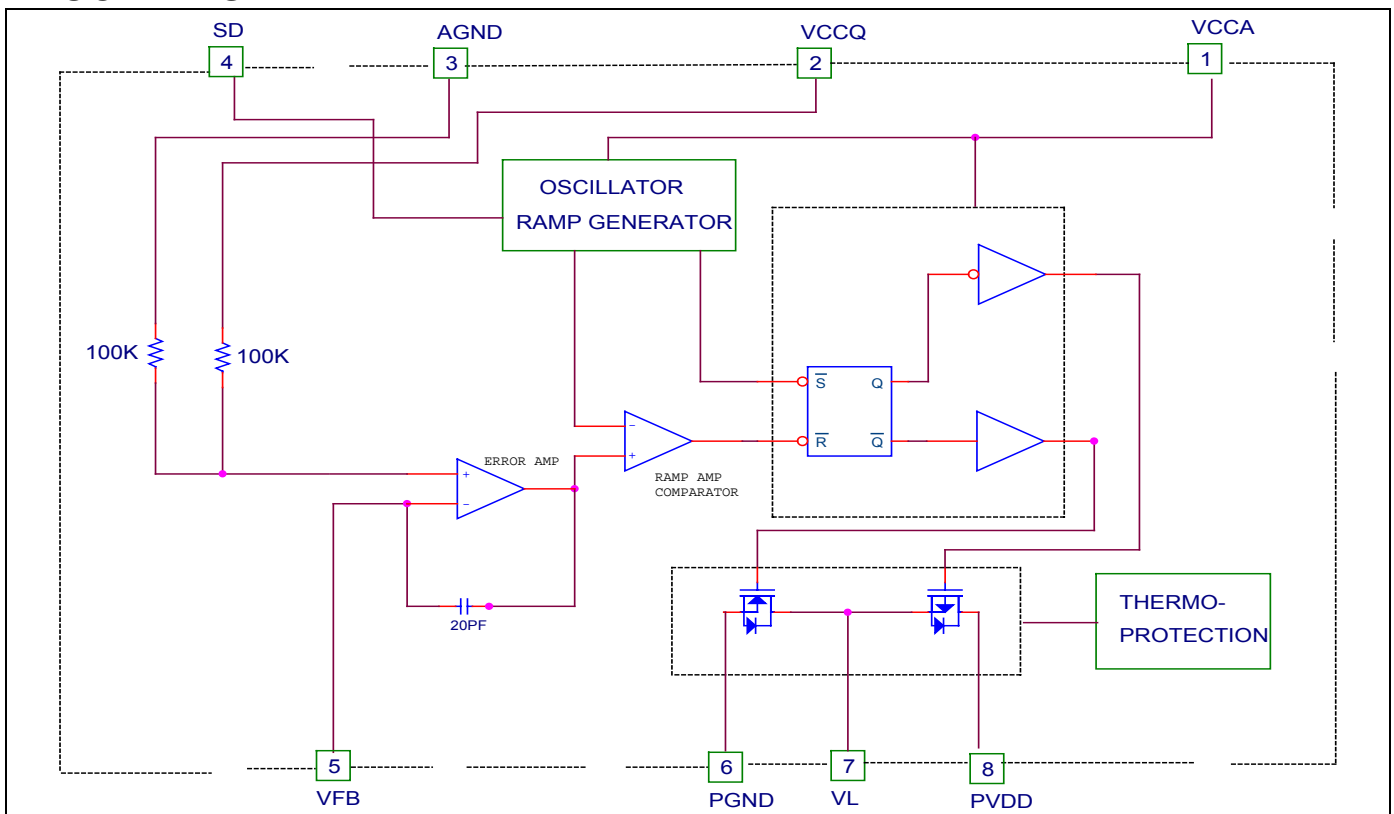 SD
AGND
VCCQ
VCCA
4
3
2
1
OSCILLATOR
RAMP GENERATOR
100K
100K
S
Q
R
Q
ERROR AMP
+
-
-
+
RAMP AMP
COMPARATOR
20PF
THERMO-
PROTECTION
5
6
7
8
VFB
PGND
VL
PVDD